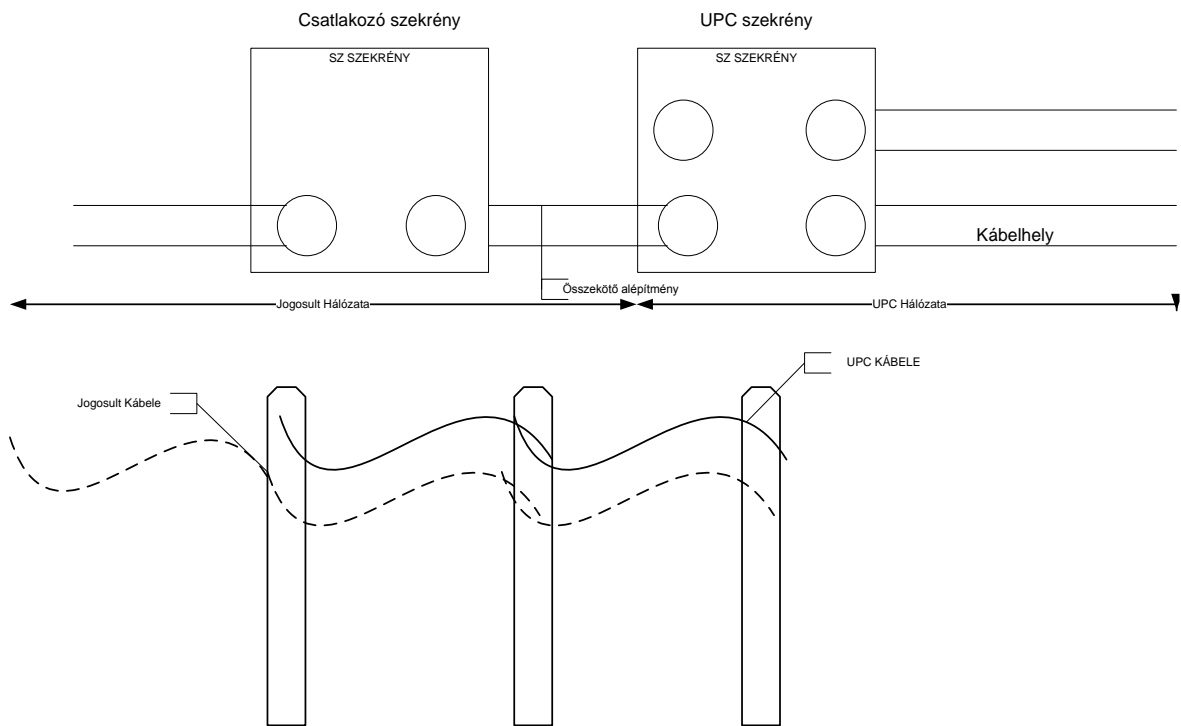 Csatlakozó szekrény
UPC szekrény
SZ SZEKRÉNY
SZ SZEKRÉNY
Kábelhely
Összekötő alépítmény
Jogosult Hálózata
UPC Hálózata
UPC KÁBELE
Jogosult Kábele